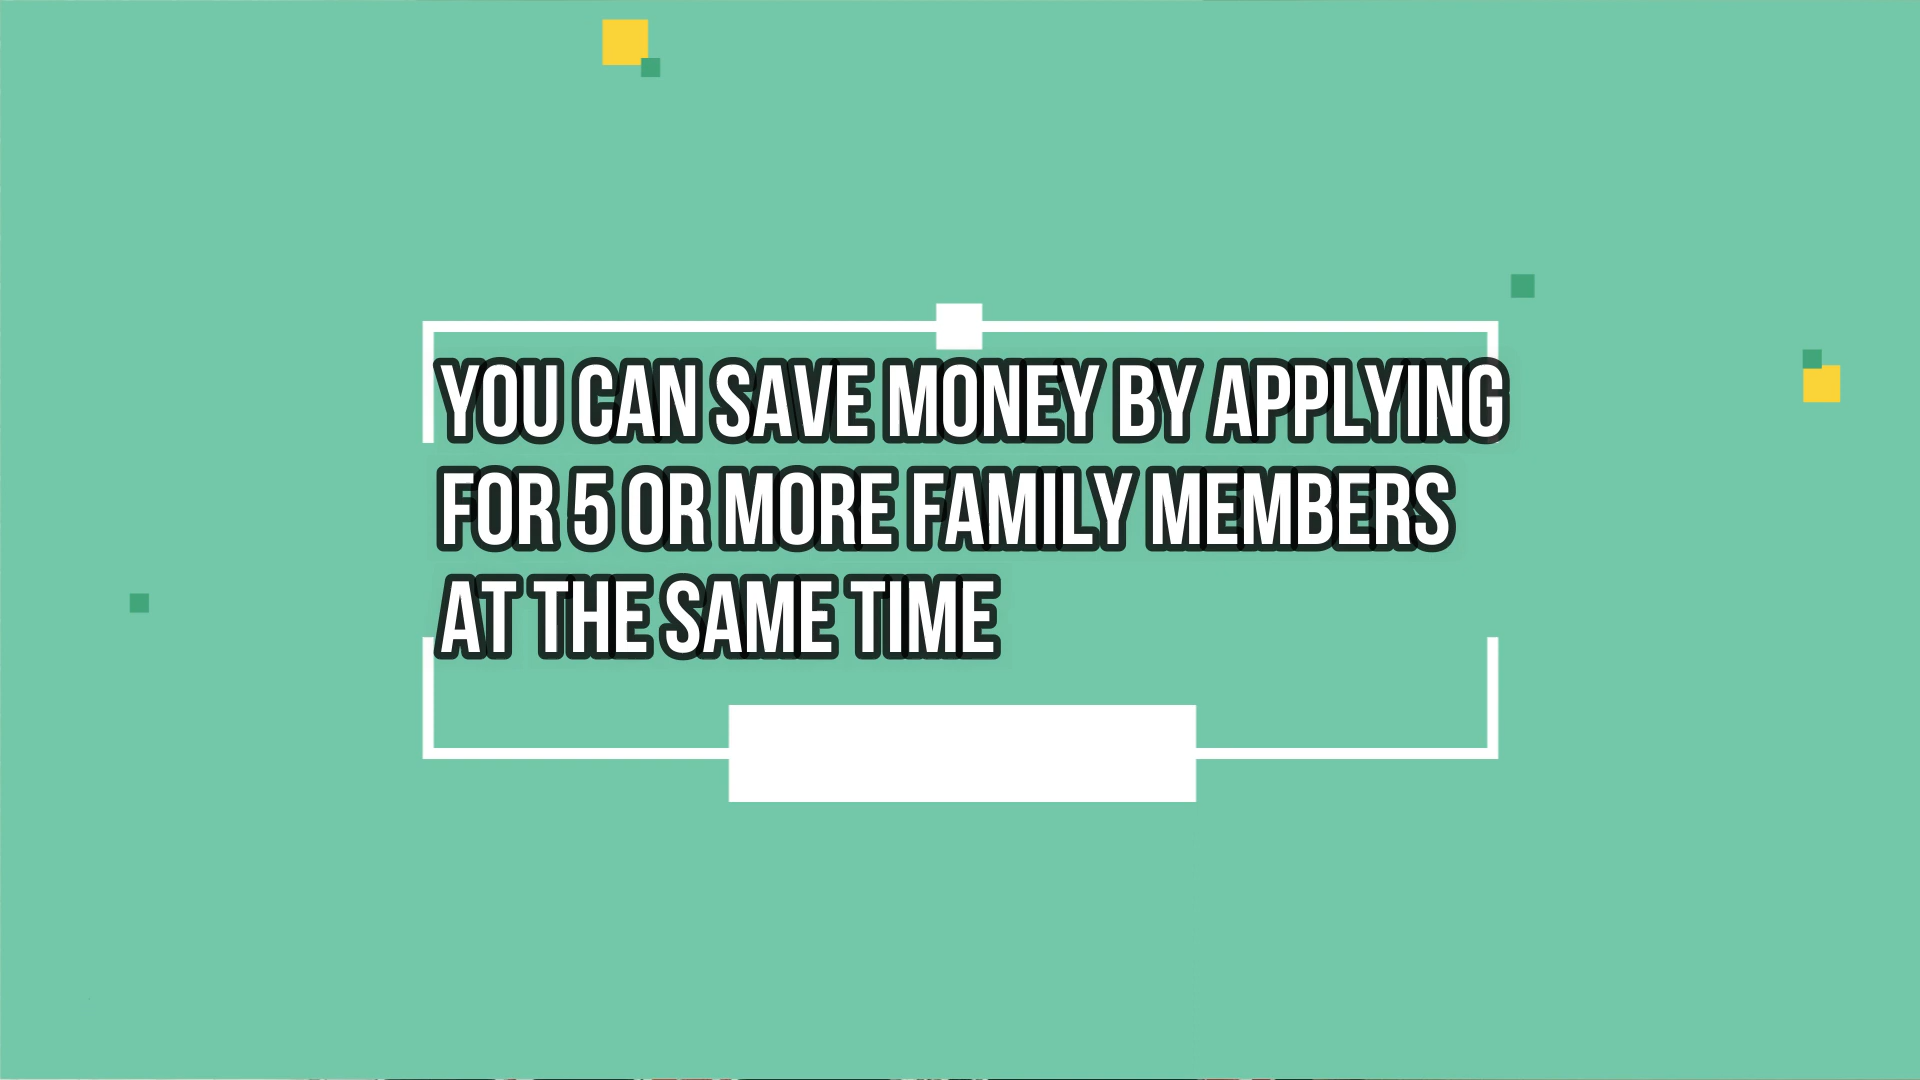 YOU CAN SAVE MONEY BY APPLYING
FOR 5 OR MORE FAMILY MEMBERS
AT THE SAME TIME